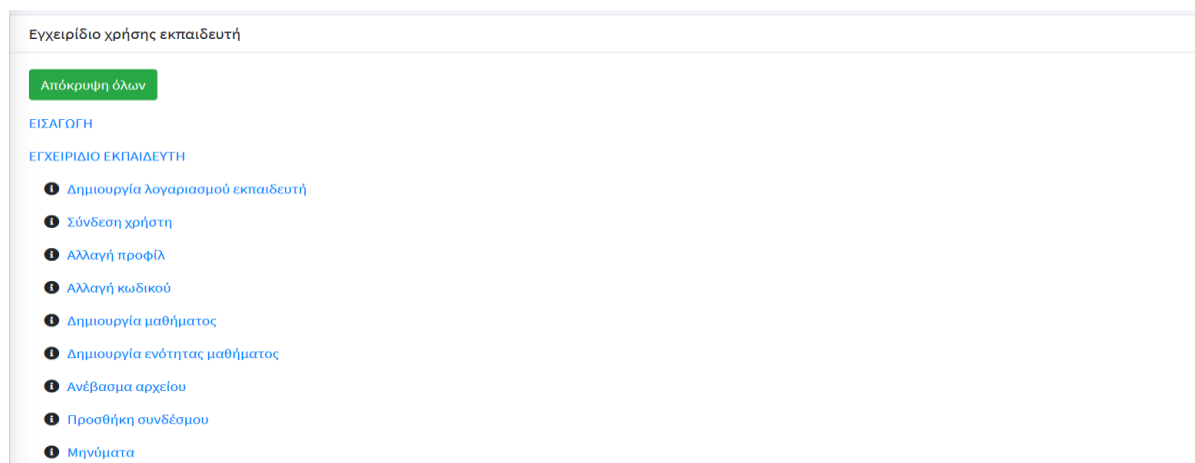 Εγχειρίδιο χρήσης εκπαιδευτή
Απόκρυψη όλων
ΕΙΣΑΓΩΓΗ
ΕΓΧΕΙΡΙΔΙΟ ΕΚΠΑΙΔΕΥΤΗ
Δημιουργία λογαριασμού εκπαιδευτή
Σύνδεση χρήστη
Αλλαγή προφίλ
Αλλαγή κωδικού
Δημιουργία μαθήματος
Δημιουργία ενότητας μαθήματος
Ανέβασμα αρχείου
Προσθήκη συνδέσμου
Μηνύματα